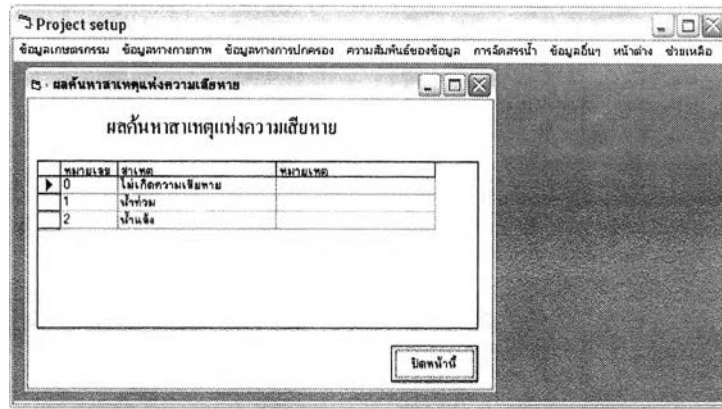 Project setup
ข้อมูลเกษตรกรรม ข้อมูลทางกายภาพ ข้อมูลทางการปกครอง ความสัมพันธ์ของข้อมูล การจัดสรรน้ำ ข้อมูลอื่นๆ หน้าต่าง ช่วยเหลือ
ผลค้นหาสาเหตุแห่งความเสียหาย
ผลค้นหาสาเหตุแห่งความเสียหาย
หมายเลข สาเหตุ หมายเหตุ
0 ไม่เกิดความเสียหาย
1 น้ำท่วม
2 น้ำแล้ง
ปิดหน้านี้